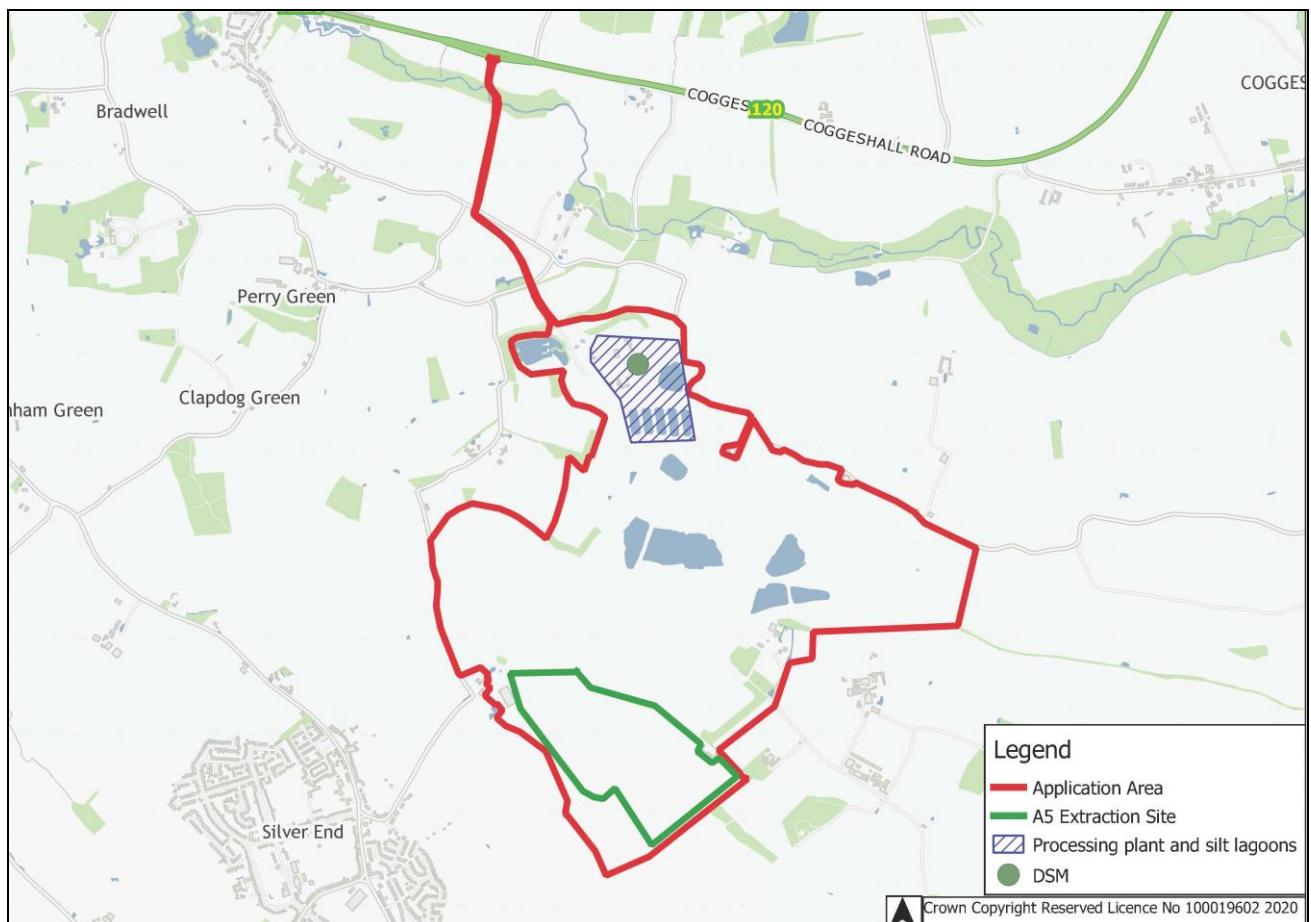 COGGES
120
COGGESHALL ROAD
COGGES
Bradwell
Perry Green
Clapdog Green
nham Green
Silver End
Legend
Application Area
A5 Extraction Site
Processing plant and silt lagoons
DSM
Crown Copyright Reserved Licence No 100019602 2020